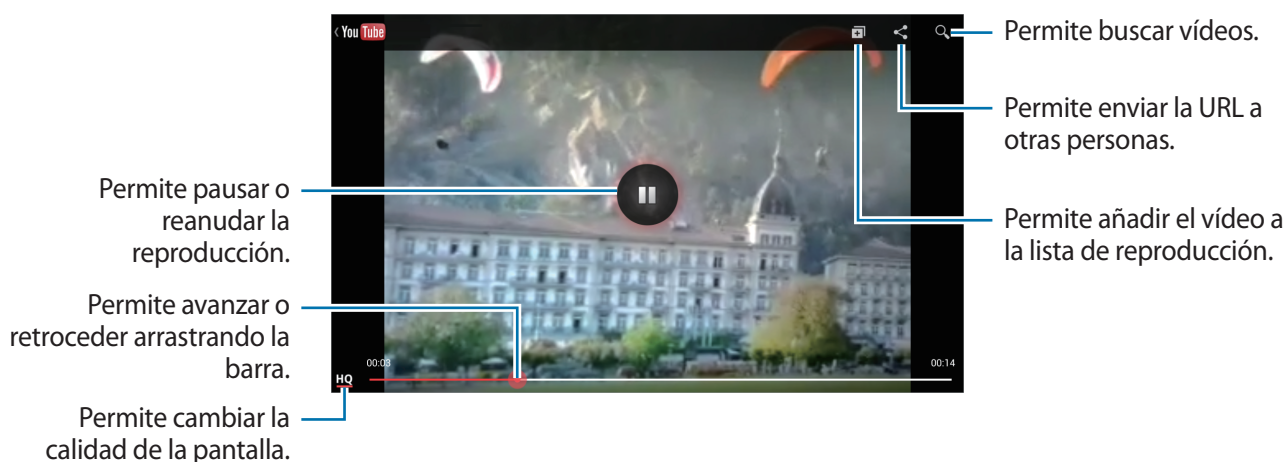 You Tube
Permite buscar vídeos.
Permite enviar la URL a
otras personas.
Permite añadir el vídeo a
la lista de reproducción.
Permite pausar o
reanudar la
reproducción.
Permite avanzar o
retroceder arrastrando la
barra.
00:03
00:14
HQ
Permite cambiar la
calidad de la pantalla.